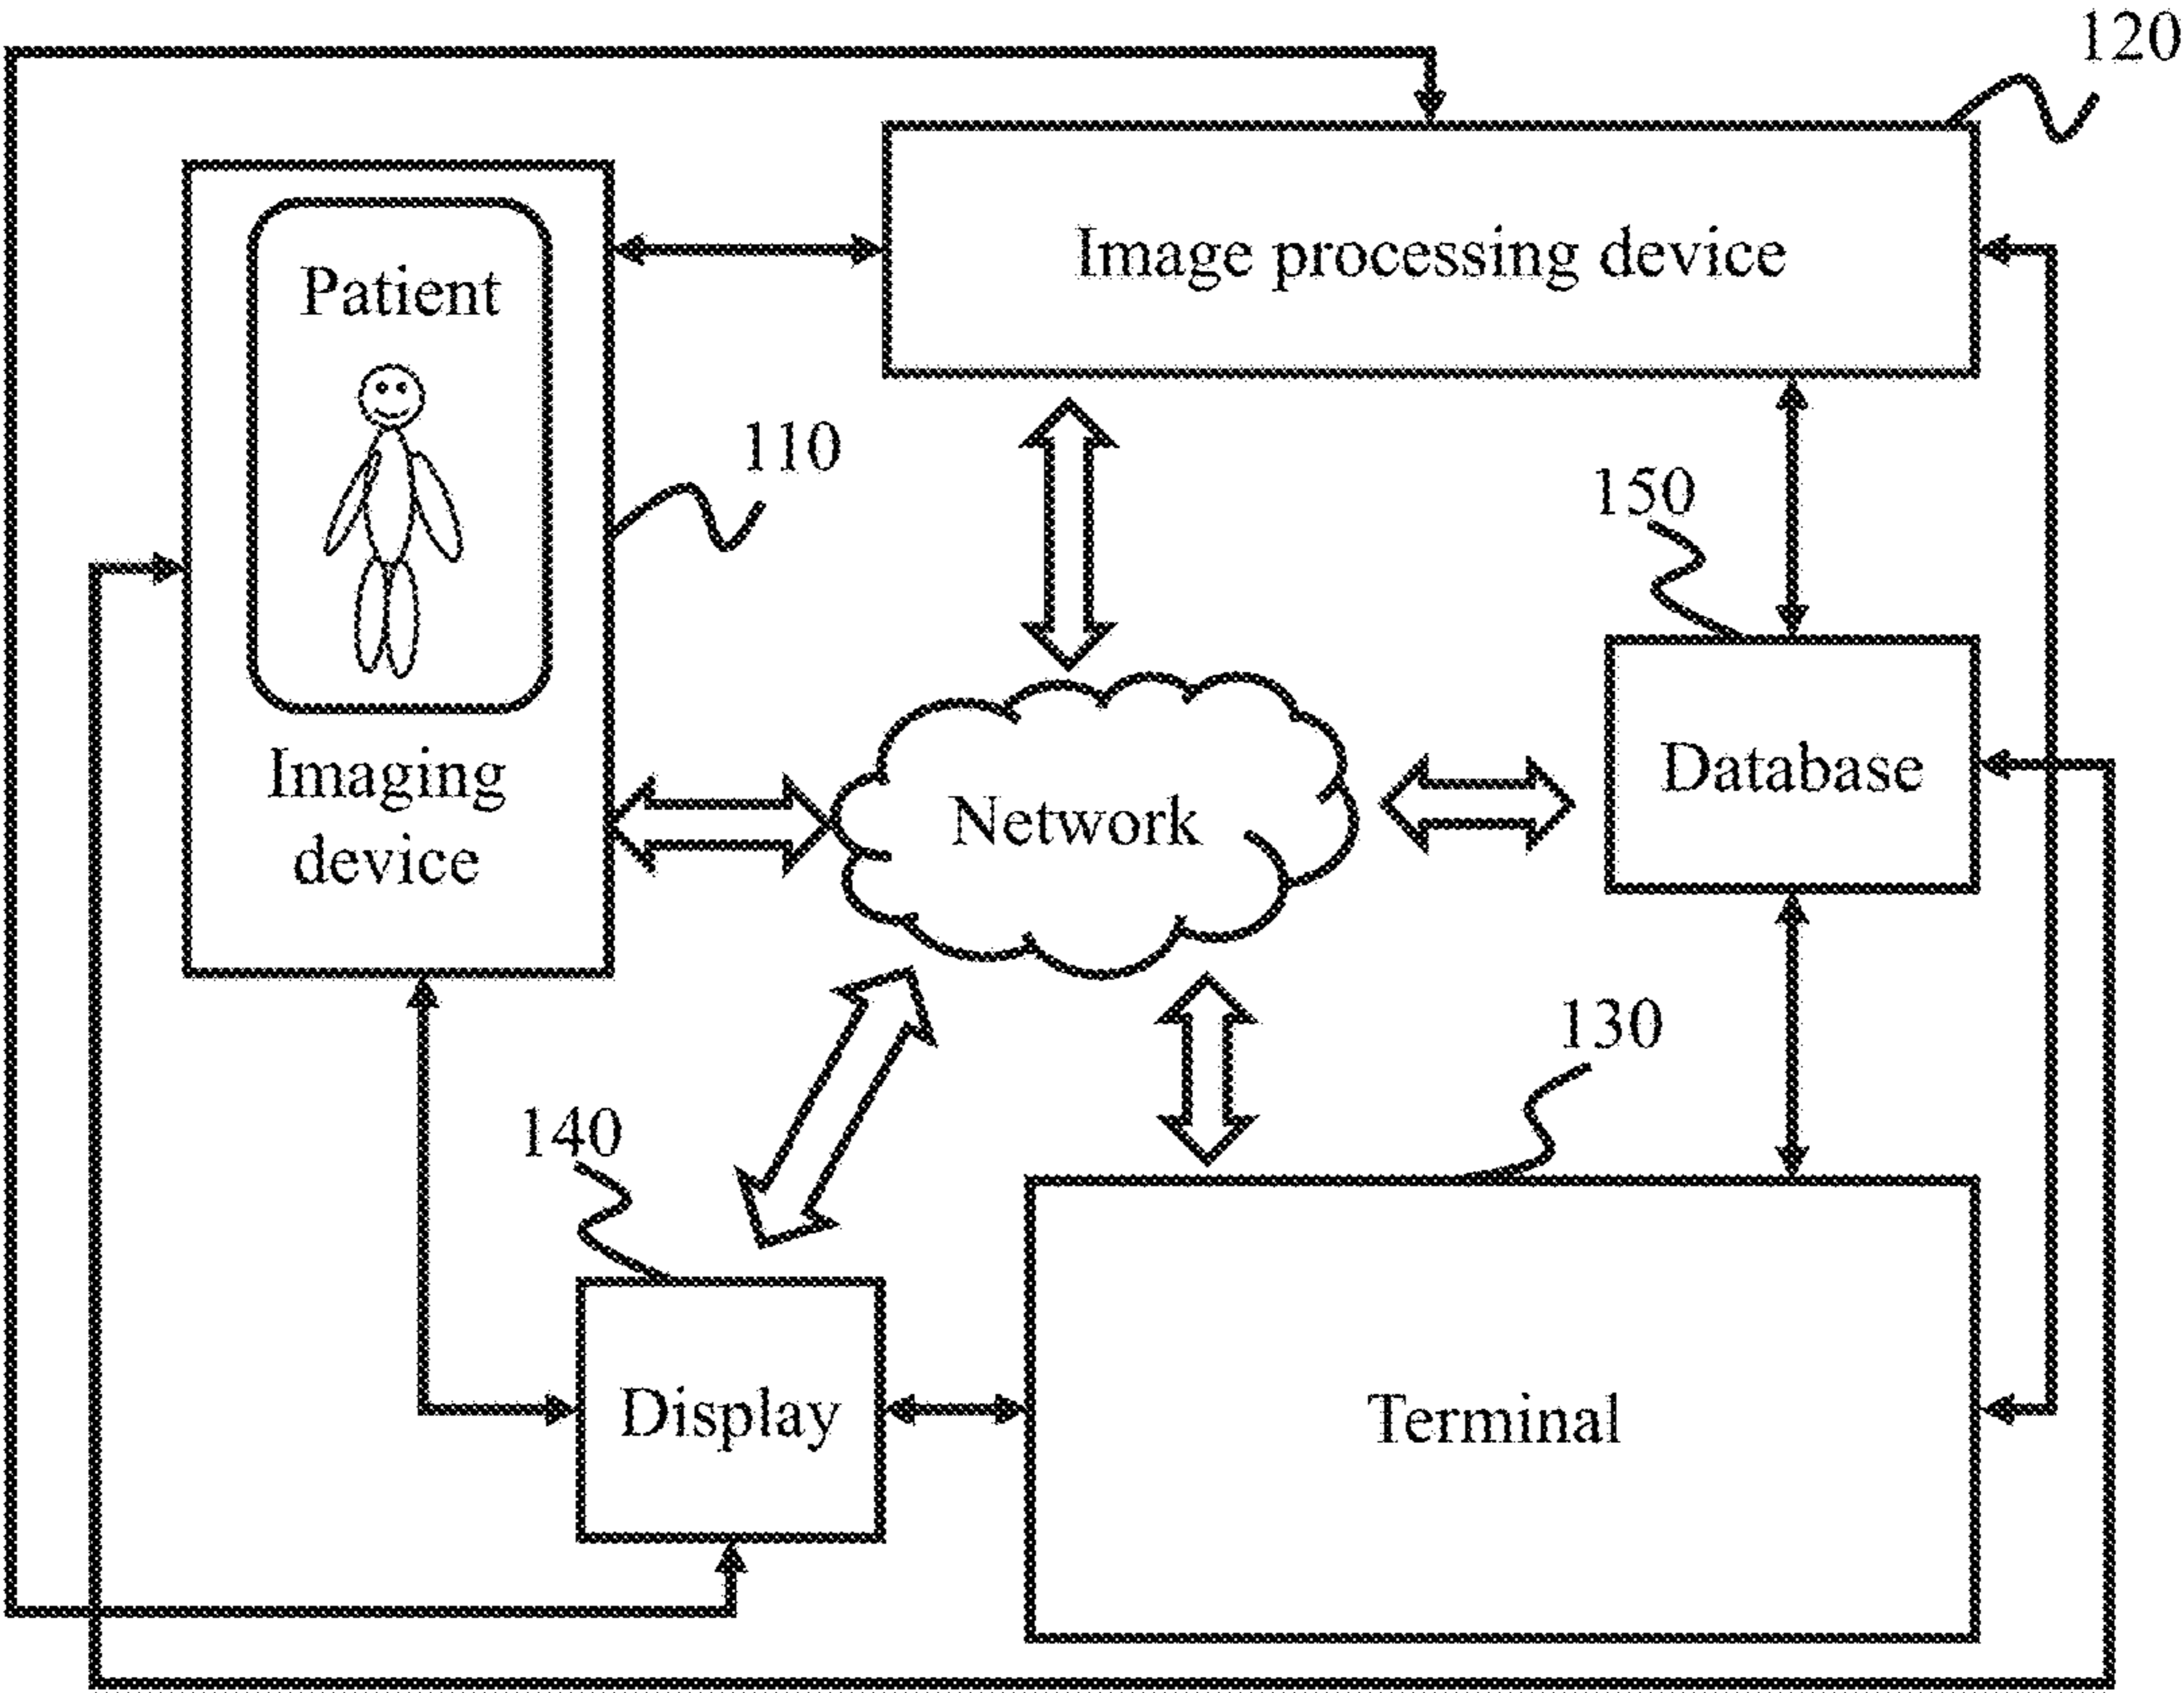 120
Image processing device
Patient
110
150
Imaging
device
Network
Database
130
140
Display
Terminal